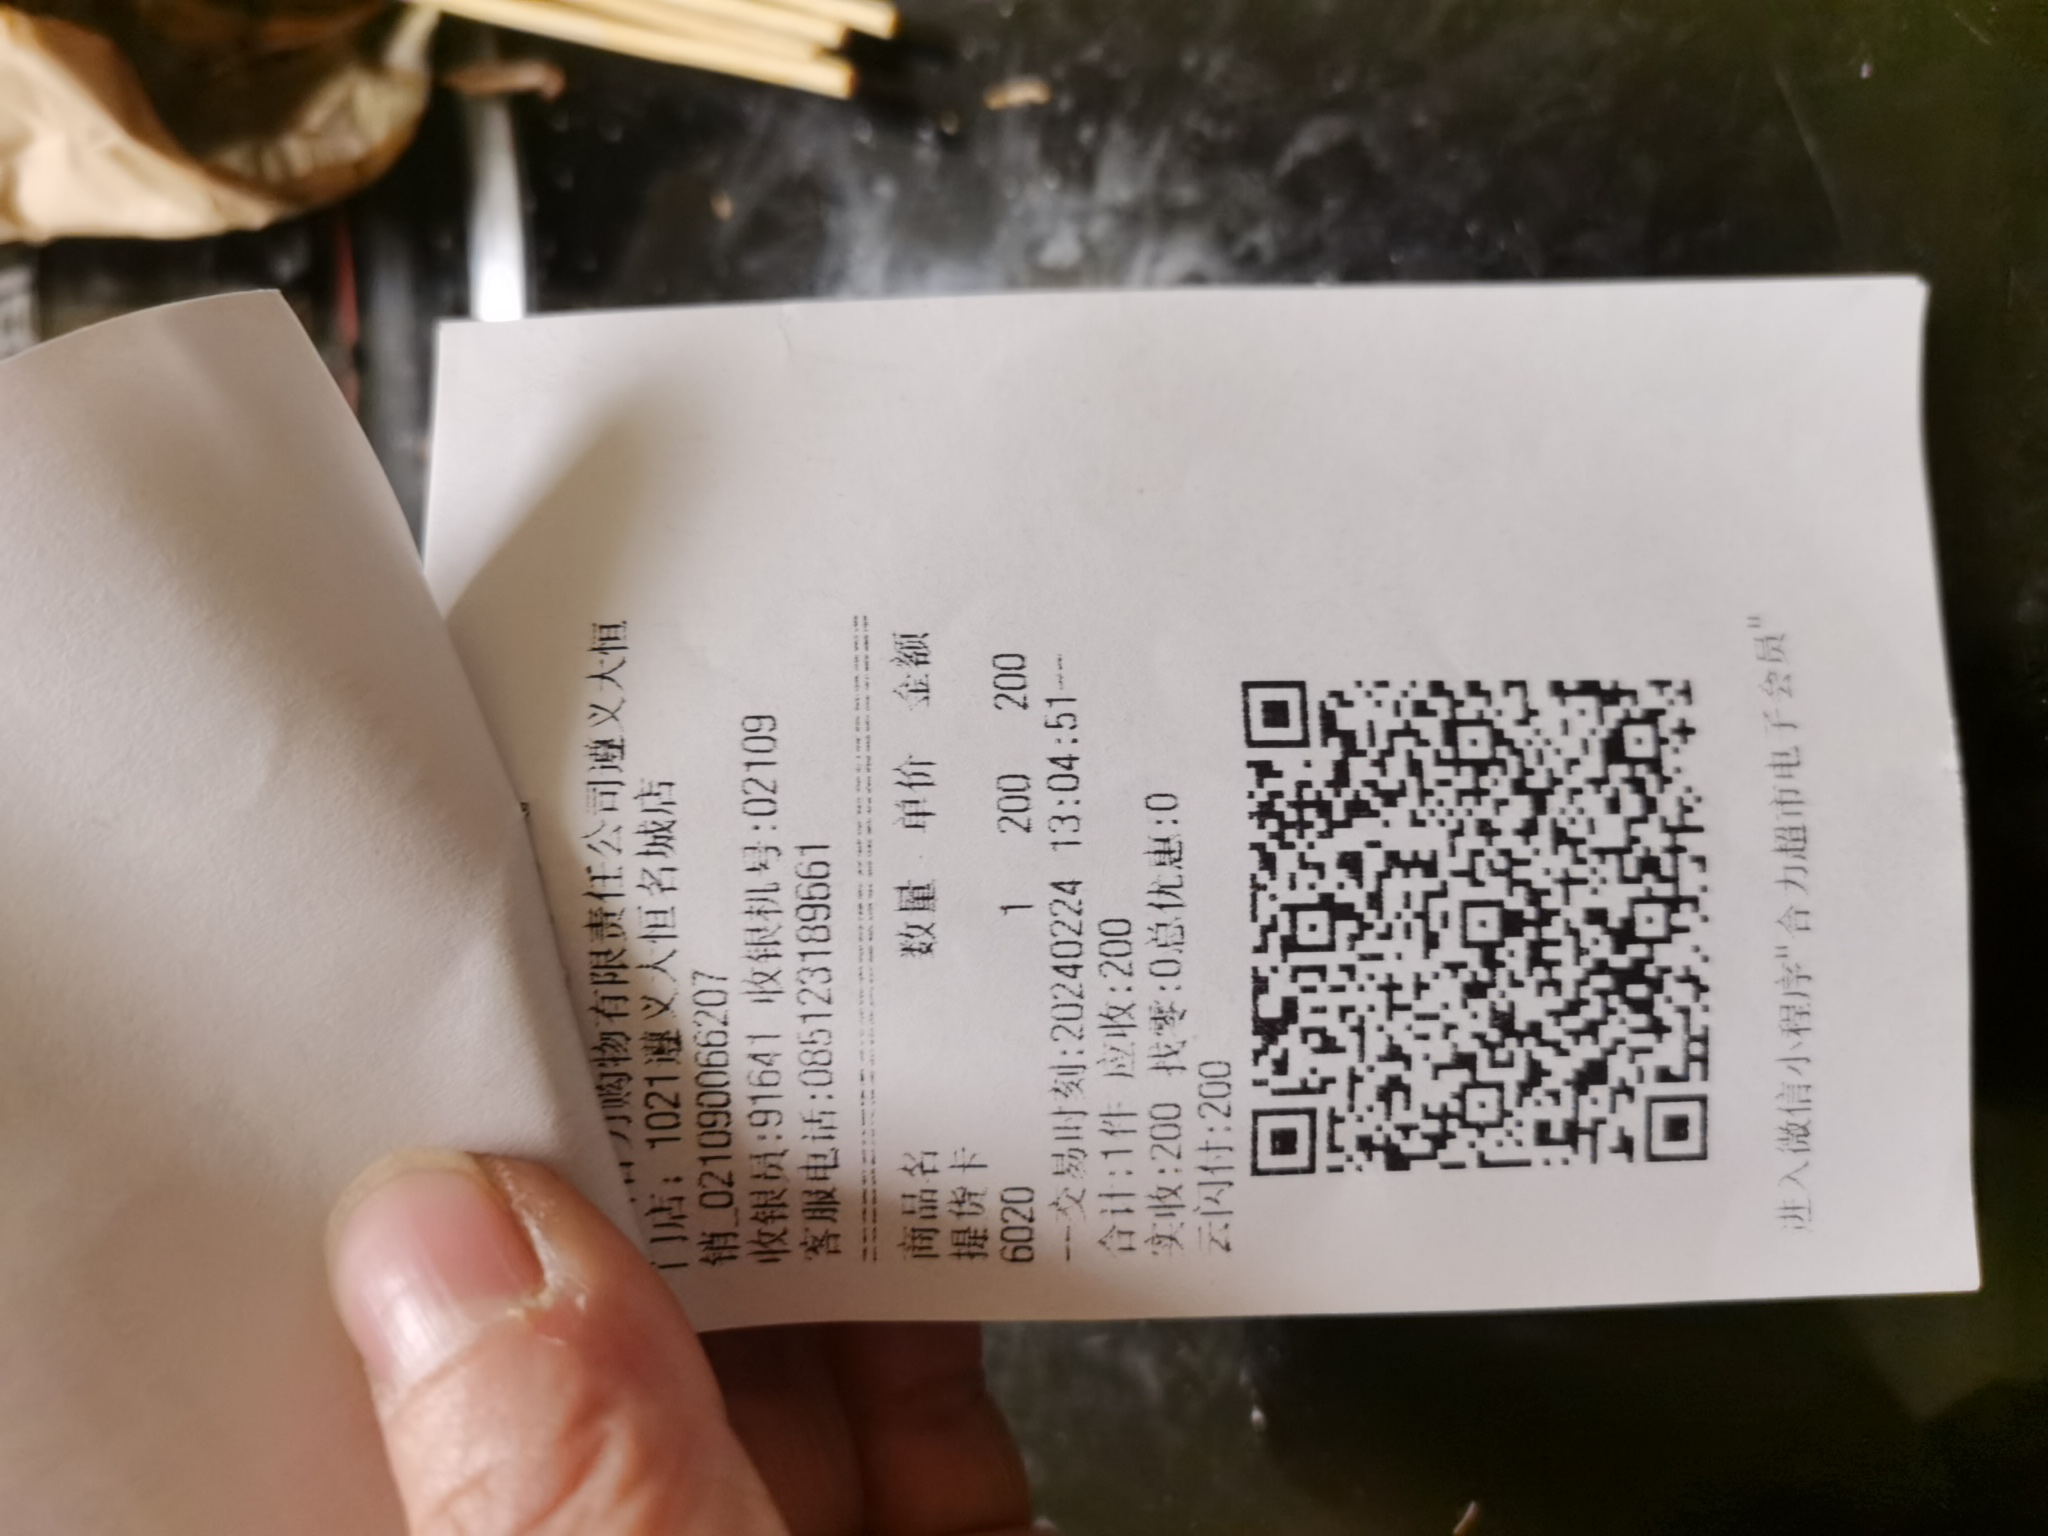 力购物有限责任公司遵义大恒
门店：1021遵义大恒名城店
销_02109066207
收银员:91641 收银机号:02109
客服电话:085123189661
商品名 数量 单价 金额
提货卡
6020 1 200 200
---交易时刻:20240224 13:04:51---
合计:1件 应收:200
实收:200 找零:0总优惠:0
云闪付:200
进入微信小程序"合力超市电子会员"